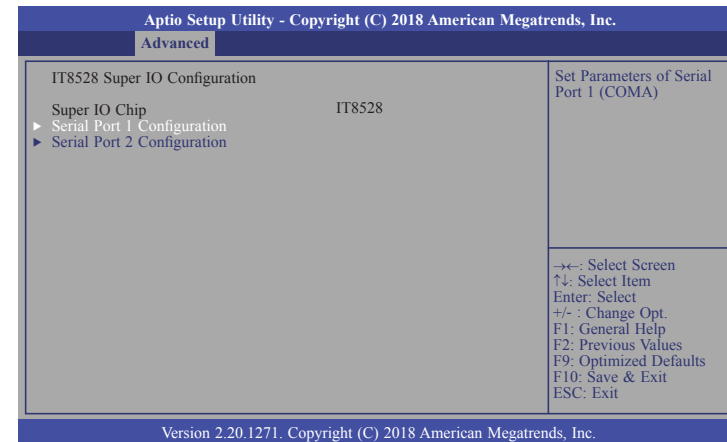 Aptio Setup Utility - Copyright (C) 2018 American Megatrends, Inc.
Advanced
IT8528 Super IO Configuration
Super IO Chip IT8528
► Serial Port 1 Configuration
► Serial Port 2 Configuration
Set Parameters of Serial
Port 1 (COMA)
→←: Select Screen
↑↓: Select Item
Enter: Select
+/- : Change Opt.
F1: General Help
F2: Previous Values
F9: Optimized Defaults
F10: Save & Exit
ESC: Exit
Version 2.20.1271. Copyright (C) 2018 American Megatrends, Inc.